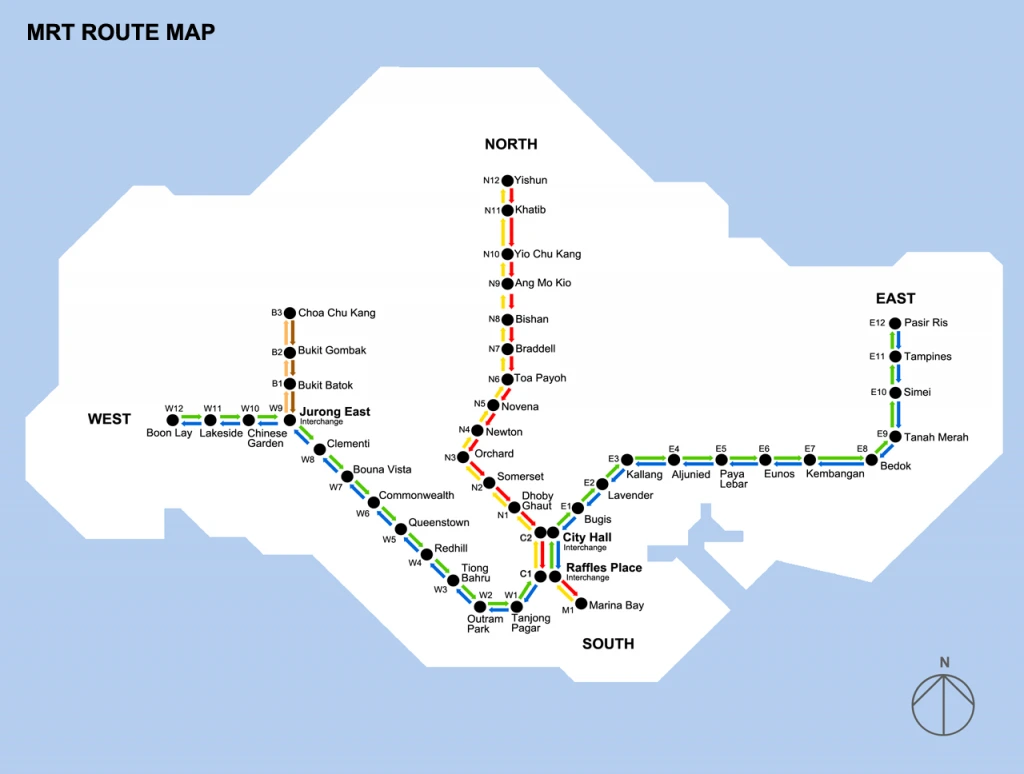 MRT ROUTE MAP
NORTH
N12 Yishun
N11 Khatib
N10 Yio Chu Kang
N9 Ang Mo Kio
N8 Bishan
N7 Braddell
N6 Toa Payoh
N5 Novena
N4 Newton
N3 Orchard
N2 Somerset
N1 Dhoby
Ghaut
B3 Choa Chu Kang
B2 Bukit Gombak
B1 Bukit Batok
WEST
W12
Boon Lay
W11
Lakeside
W10
Chinese
Garden
W9 Jurong East
Interchange
W8 Clementi
W7 Bouna Vista
W6 Commonwealth
W5 Queenstown
W4 Redhill
W3 Tiong
Bahru
W2
Outram
Park
W1
Tanjong
Pagar
C2 City Hall
Interchange
C1 Raffles Place
Interchange
M1 Marina Bay
SOUTH
E1 Bugis
E2 Lavender
E3
Kallang
E4
Aljunied
E5
Paya
Lebar
E6
Eunos
E7
Kembangan
E8
Bedok
E9 Tanah Merah
E10 Simei
E11 Tampines
E12 Pasir Ris
EAST
N